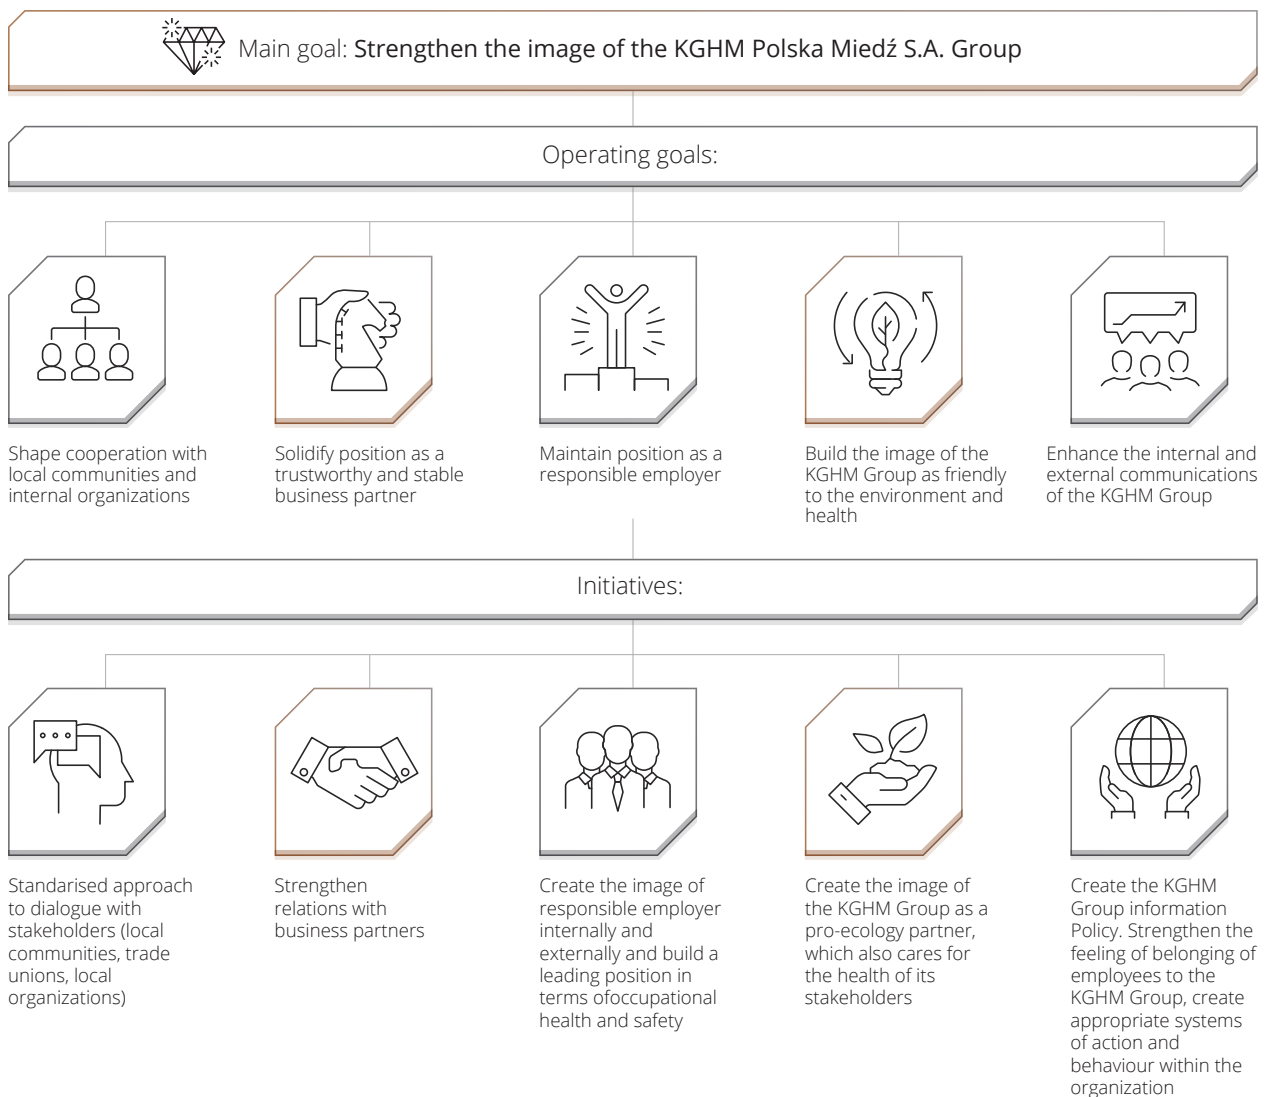 Main goal: Strengthen the image of the KGHM Polska Miedź S.A. Group
Operating goals:
Shape cooperation with
local communities and
internal organizations
Solidify position as a
trustworthy and stable
business partner
Maintain position as a
responsible employer
Build the image of the
KGHM Group as friendly
to the environment and
health
Enhance the internal and
external communications
of the KGHM Group
Initiatives:
Standarised approach
to dialogue with
stakeholders (local
communities, trade
unions, local
organizations)
Strengthen
relations with
business partners
Create the image of
responsible employer
internally and
externally and build a
leading position in
terms ofoccupational
health and safety
Create the image of
the KGHM Group as a
pro-ecology partner,
which also cares for
the health of its
stakeholders
Create the KGHM
Group information
Policy. Strengthen the
feeling of belonging of
employees to the
KGHM Group, create
appropriate systems
of action and
behaviour within the
organization